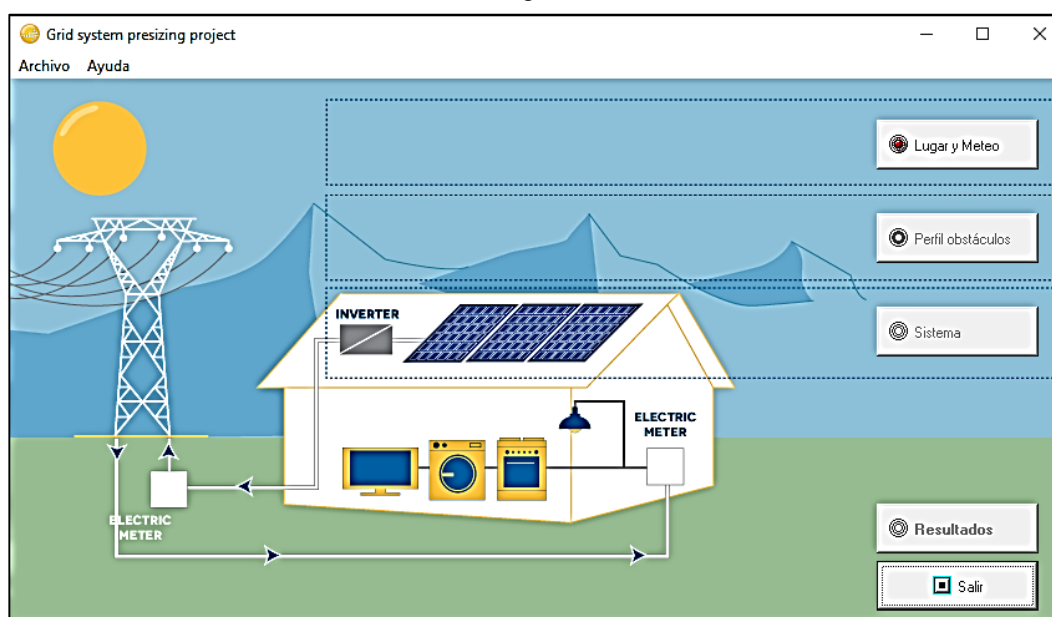 Grid system presizing project
Archivo Ayuda
Lugar y Meteo
Perfil obstáculos
INVERTER
Sistema
ELECTRIC
METER
ELECTRIC
METER
Resultados
Salir